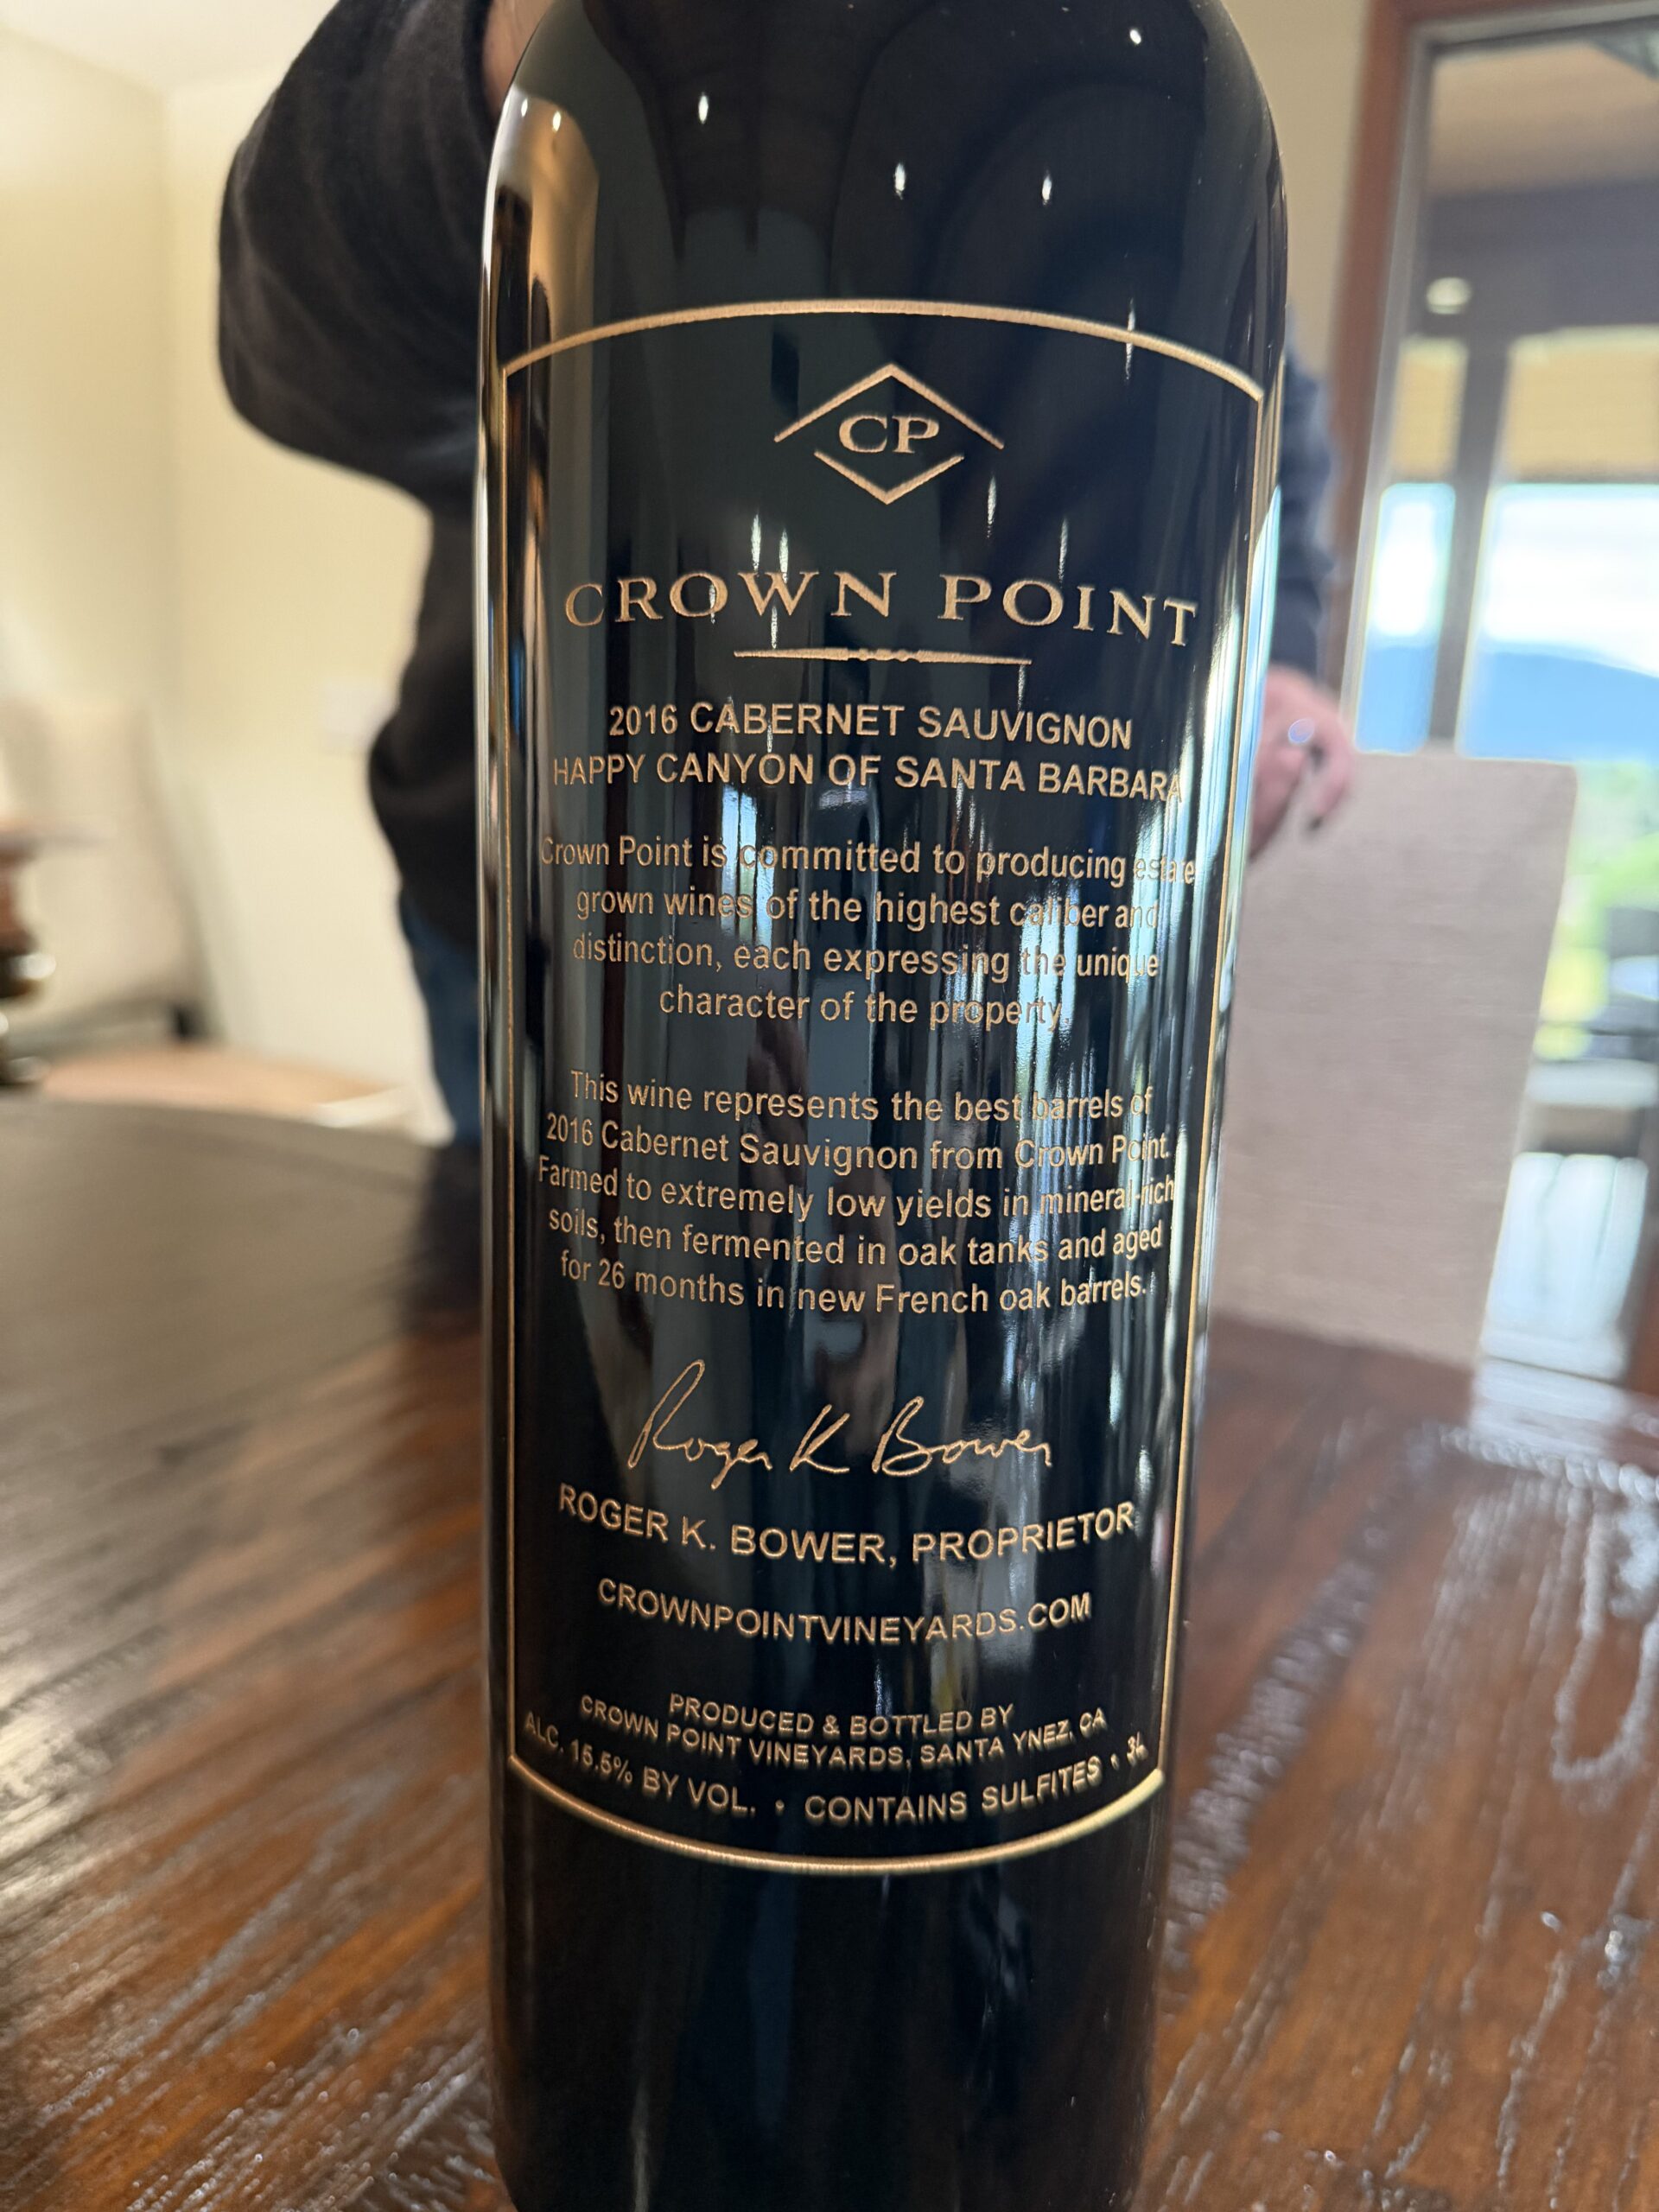 CP
CROWN POINT
2016 CABERNET SAUVIGNON
HAPPY CANYON OF SANTA BARBARA
Crown Point is committed to producing estate
grown wines of the highest caliber and
distinction, each expressing the unique
character of the property.
This wine represents the best barrels of
2016 Cabernet Sauvignon from Crown Point.
Farmed to extremely low yields in mineral-rich
soils, then fermented in oak tanks and aged
for 26 months in new French oak barrels.
Roger K Bower
ROGER K. BOWER, PROPRIETOR
CROWNPOINTVINEYARDS.COM
PRODUCED & BOTTLED BY
CROWN POINT VINEYARDS, SANTA YNEZ, CA
ALC. 15.5% BY VOL. • CONTAINS SULFITES • 3L